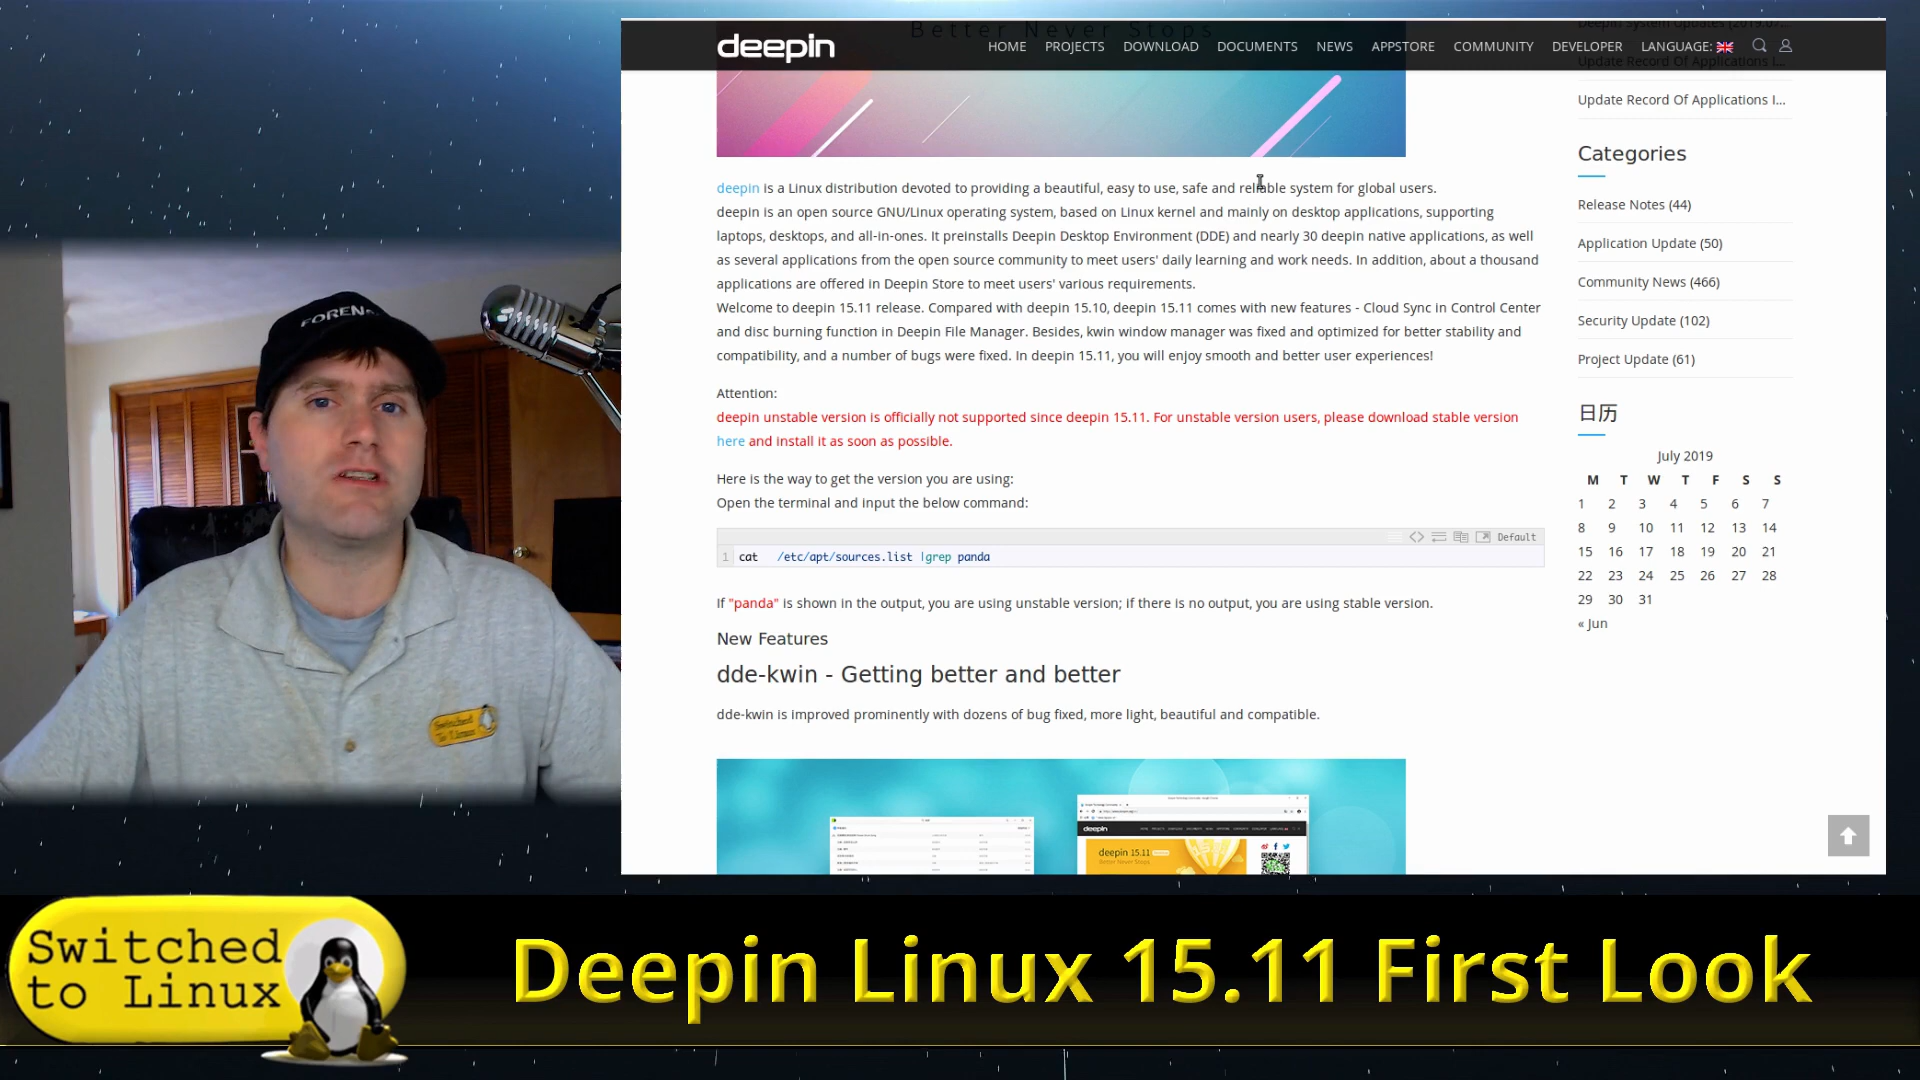 Better Never Stops
deepin
HOME PROJECTS DOWNLOAD DOCUMENTS NEWS APPSTORE COMMUNITY DEVELOPER LANGUAGE:
Update Record Of Applications I...
Update Record Of Applications I...
deepin is a Linux distribution devoted to providing a beautiful, easy to use, safe and reliable system for global users.
deepin is an open source GNU/Linux operating system, based on Linux kernel and mainly on desktop applications, supporting
laptops, desktops, and all-in-ones. It preinstalls Deepin Desktop Environment (DDE) and nearly 30 deepin native applications, as well
as several applications from the open source community to meet users' daily learning and work needs. In addition, about a thousand
applications are offered in Deepin Store to meet users' various requirements.
Welcome to deepin 15.11 release. Compared with deepin 15.10, deepin 15.11 comes with new features - Cloud Sync in Control Center
and disc burning function in Deepin File Manager. Besides, kwin window manager was fixed and optimized for better stability and
compatibility, and a number of bugs were fixed. In deepin 15.11, you will enjoy smooth and better user experiences!
Attention:
deepin unstable version is officially not supported since deepin 15.11. For unstable version users, please download stable version
here and install it as soon as possible.
Here is the way to get the version you are using:
Open the terminal and input the below command:
Default
1 cat /etc/apt/sources.list |grep panda
If "panda" is shown in the output, you are using unstable version; if there is no output, you are using stable version.
New Features
dde-kwin - Getting better and better
dde-kwin is improved prominently with dozens of bug fixed, more light, beautiful and compatible.
deepin
deepin 15.11
Better Never Stops
Categories
Release Notes (44)
Application Update (50)
Community News (466)
Security Update (102)
Project Update (61)
日历
July 2019
M T W T F S S
1 2 3 4 5 6 7
8 9 10 11 12 13 14
15 16 17 18 19 20 21
22 23 24 25 26 27 28
29 30 31
« Jun
Switched
to Linux
Deepin Linux 15.11 First Look